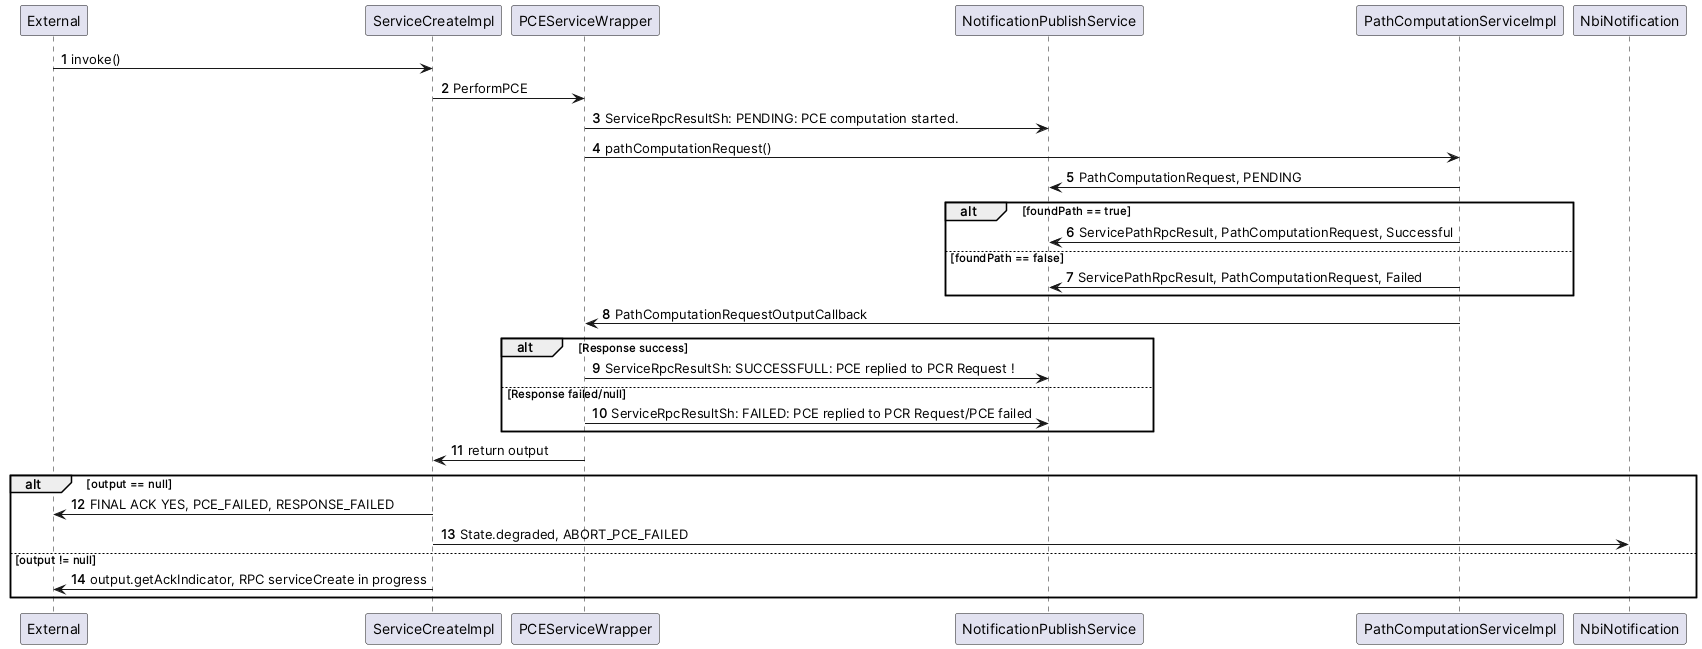 External ServiceCreateImpl PCEServiceWrapper NotificationPublishService PathComputationServiceImpl NbiNotification
1 invoke()
2 PerformPCE
3 ServiceRpcResultSh: PENDING: PCE computation started.
4 pathComputationRequest()
5 PathComputationRequest, PENDING
alt [foundPath == true]
6 ServicePathRpcResult, PathComputationRequest, Successful
[foundPath == false]
7 ServicePathRpcResult, PathComputationRequest, Failed
8 PathComputationRequestOutputCallback
alt [Response success]
9 ServiceRpcResultSh: SUCCESSFULL: PCE replied to PCR Request !
[Response failed/null]
10 ServiceRpcResultSh: FAILED: PCE replied to PCR Request/PCE failed
11 return output
alt [output == null]
12 FINAL ACK YES, PCE_FAILED, RESPONSE_FAILED
13 State.degraded, ABORT_PCE_FAILED
[output != null]
14 output.getAckIndicator, RPC serviceCreate in progress
External ServiceCreateImpl PCEServiceWrapper NotificationPublishService PathComputationServiceImpl NbiNotification